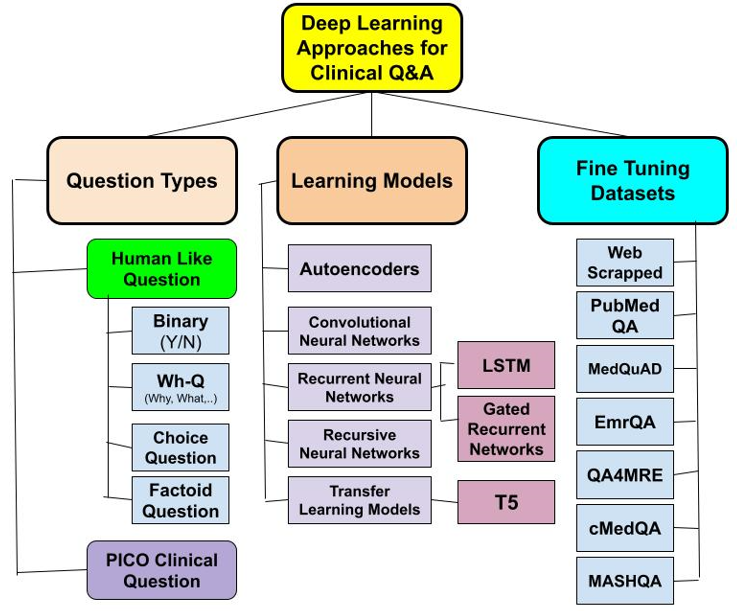 Deep Learning
Approaches for
Clinical Q&A
Question Types
Learning Models
Fine Tuning
Datasets
Human Like
Question
Binary
(Y/N)
Wh-Q
(Why, What,..)
Choice
Question
Factoid
Question
PICO Clinical
Question
Autoencoders
Convolutional
Neural Networks
Recurrent Neural
Networks
LSTM
Gated
Recurrent
Networks
Recursive
Neural Networks
Transfer
Learning Models
T5
Web
Scrapped
PubMed
QA
MedQuAD
EmrQA
QA4MRE
cMedQA
MASHQA